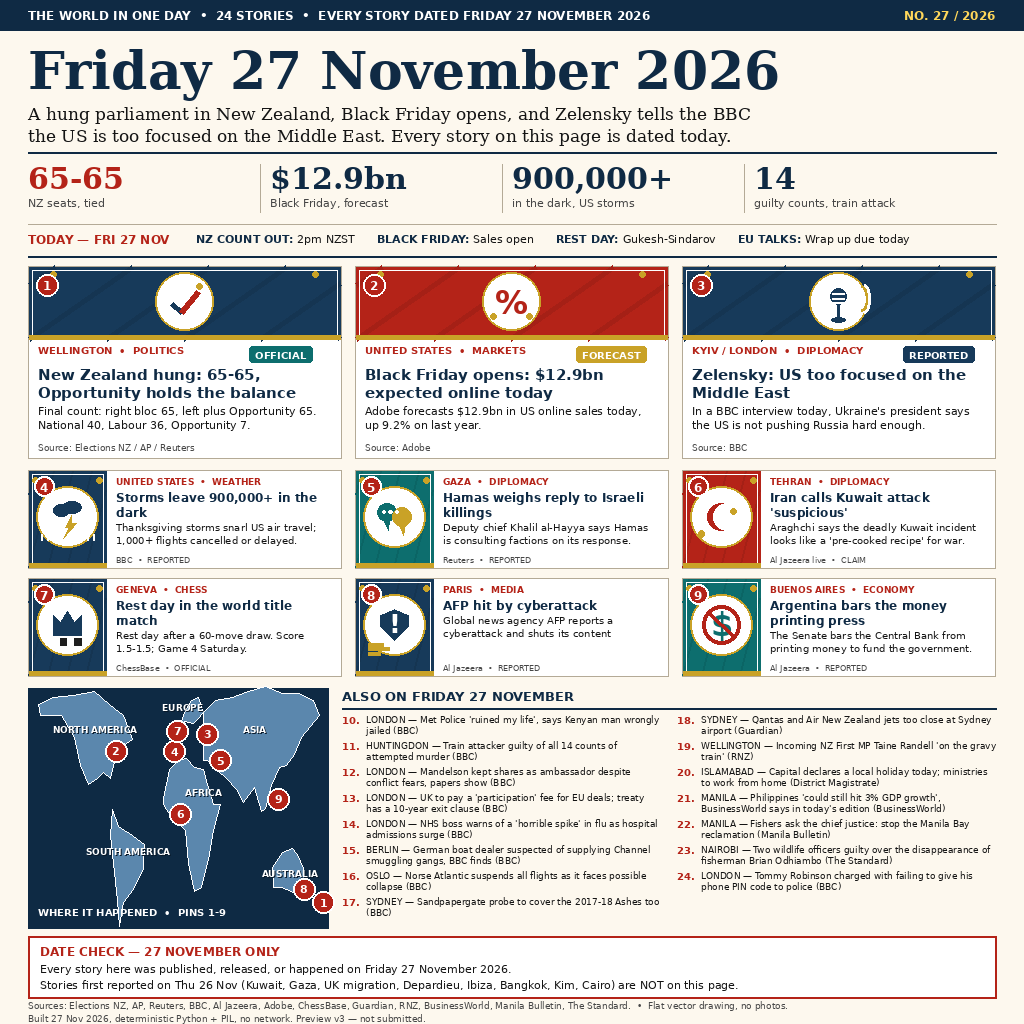 THE WORLD IN ONE DAY • 24 STORIES • EVERY STORY DATED FRIDAY 27 NOVEMBER 2026
NO. 27 / 2026
Friday 27 November 2026
A hung parliament in New Zealand, Black Friday opens, and Zelensky tells the BBC
the US is too focused on the Middle East. Every story on this page is dated today.
65-65
NZ seats, tied
$12.9bn
Black Friday, forecast
900,000+
in the dark, US storms
14
guilty counts, train attack
TODAY — FRI 27 NOV
NZ COUNT OUT: 2pm NZST
BLACK FRIDAY: Sales open
REST DAY: Gukesh-Sindarov
EU TALKS: Wrap up due today
1
WELLINGTON • POLITICS
OFFICIAL
New Zealand hung: 65-65,
Opportunity holds the balance
Final count: right bloc 65, left plus Opportunity 65.
National 40, Labour 36, Opportunity 7.
Source: Elections NZ / AP / Reuters
2
%
UNITED STATES • MARKETS
FORECAST
Black Friday opens: $12.9bn
expected online today
Adobe forecasts $12.9bn in US online sales today,
up 9.2% on last year.
Source: Adobe
3
KYIV / LONDON • DIPLOMACY
REPORTED
Zelensky: US too focused on the
Middle East
In a BBC interview today, Ukraine's president says
the US is not pushing Russia hard enough.
Source: BBC
4
UNITED STATES • WEATHER
Storms leave 900,000+ in the
dark
Thanksgiving storms snarl US air travel;
1,000+ flights cancelled or delayed.
BBC • REPORTED
5
GAZA • DIPLOMACY
Hamas weighs reply to Israeli
killings
Deputy chief Khalil al-Hayya says Hamas
is consulting factions on its response.
Reuters • REPORTED
6
TEHRAN • DIPLOMACY
Iran calls Kuwait attack
'suspicious'
Araghchi says the deadly Kuwait incident
looks like a 'pre-cooked recipe' for war.
Al Jazeera live • CLAIM
7
GENEVA • CHESS
Rest day in the world title
match
Rest day after a 60-move draw. Score
1.5-1.5; Game 4 Saturday.
ChessBase • OFFICIAL
8
!
PARIS • MEDIA
AFP hit by cyberattack
Global news agency AFP reports a
cyberattack and shuts its content
Al Jazeera • REPORTED
9
$
BUENOS AIRES • ECONOMY
Argentina bars the money
printing press
The Senate bars the Central Bank from
printing money to fund the government.
Al Jazeera • REPORTED
EUROPE
NORTH AMERICA
ASIA
7
3
2
4
5
AFRICA
9
6
SOUTH AMERICA
AUSTRALIA
8
1
WHERE IT HAPPENED • PINS 1-9
ALSO ON FRIDAY 27 NOVEMBER
10. LONDON — Met Police 'ruined my life', says Kenyan man wrongly
jailed (BBC)
11. HUNTINGDON — Train attacker guilty of all 14 counts of
attempted murder (BBC)
12. LONDON — Mandelson kept shares as ambassador despite
conflict fears, papers show (BBC)
13. LONDON — UK to pay a 'participation' fee for EU deals; treaty
has a 10-year exit clause (BBC)
14. LONDON — NHS boss warns of a 'horrible spike' in flu as hospital
admissions surge (BBC)
15. BERLIN — German boat dealer suspected of supplying Channel
smuggling gangs, BBC finds (BBC)
16. OSLO — Norse Atlantic suspends all flights as it faces possible
collapse (BBC)
17. SYDNEY — Sandpapergate probe to cover the 2017-18 Ashes too
(BBC)
18. SYDNEY — Qantas and Air New Zealand jets too close at Sydney
airport (Guardian)
19. WELLINGTON — Incoming NZ First MP Taine Randell 'on the gravy
train' (RNZ)
20. ISLAMABAD — Capital declares a local holiday today; ministries
to work from home (District Magistrate)
21. MANILA — Philippines 'could still hit 3% GDP growth',
BusinessWorld says in today's edition (BusinessWorld)
22. MANILA — Fishers ask the chief justice: stop the Manila Bay
reclamation (Manila Bulletin)
23. NAIROBI — Two wildlife officers guilty over the disappearance of
fisherman Brian Odhiambo (The Standard)
24. LONDON — Tommy Robinson charged with failing to give his
phone PIN code to police (BBC)
DATE CHECK — 27 NOVEMBER ONLY
Every story here was published, released, or happened on Friday 27 November 2026.
Stories first reported on Thu 26 Nov (Kuwait, Gaza, UK migration, Depardieu, Ibiza, Bangkok, Kim, Cairo) are NOT on this page.
Sources: Elections NZ, AP, Reuters, BBC, Al Jazeera, Adobe, ChessBase, Guardian, RNZ, BusinessWorld, Manila Bulletin, The Standard. • Flat vector drawing, no photos.
Built 27 Nov 2026, deterministic Python + PIL, no network. Preview v3 — not submitted.